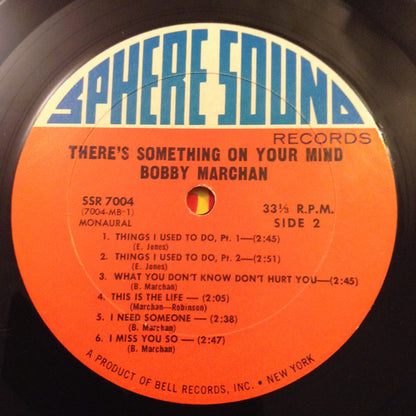 SPHERE SOUND
RECORDS
THERE'S SOMETHING ON YOUR MIND
BOBBY MARCHAN
SSR 7004
(7004-MB-1)
MONAURAL
33⅓ R.P.M.
SIDE 2
1. THINGS I USED TO DO, Pt. 1—(2:45)
(E. Jones)
2. THINGS I USED TO DO, Pt. 2—(2:51)
(E. Jones)
3. WHAT YOU DON'T KNOW DON'T HURT YOU—(2:45)
(B. Marchan)
4. THIS IS THE LIFE—(2:05)
(Marchan—Robinson)
5. I NEED SOMEONE—(2:38)
(B. Marchan)
6. I MISS YOU SO—(2:47)
(B. Marchan)
A PRODUCT OF BELL RECORDS, INC. • NEW YORK